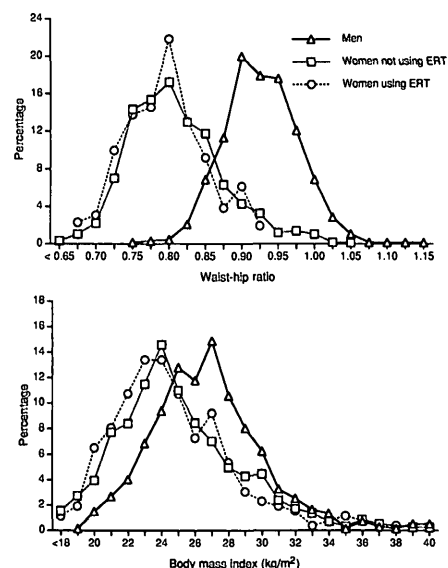 24
20
16
12
8
4
0
Percentage
Men
Women not using ERT
Women using ERT
< 0.65 0.70 0.75 0.80 0.85 0.90 0.95 1.00 1.05 1.10 1.15
Waist-hip ratio
18
16
14
12
10
8
6
4
2
0
Percentage
<18 20 22 24 26 28 30 32 34 36 38 40
Body mass index (kg/m²)